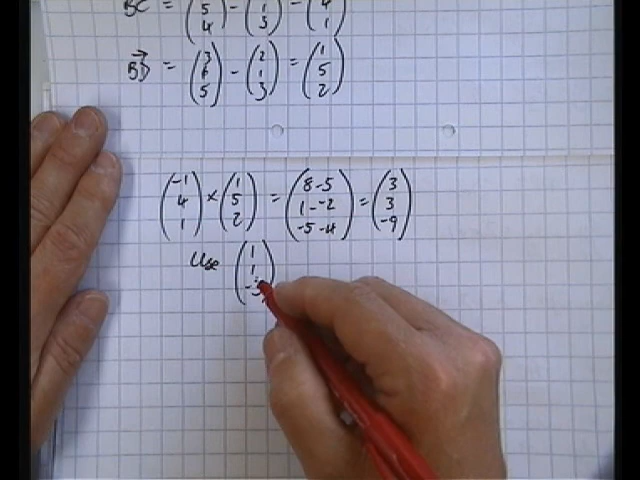 BC = (5 4) - (1 3) = (4 1)
BD = (3 6 5) - (2 1 3) = (1 5 2)
(-1 4 1) × (1 5 2) = (8-5 1--2 -5-4) = (3 3 -9)
Use (1 1 -3)